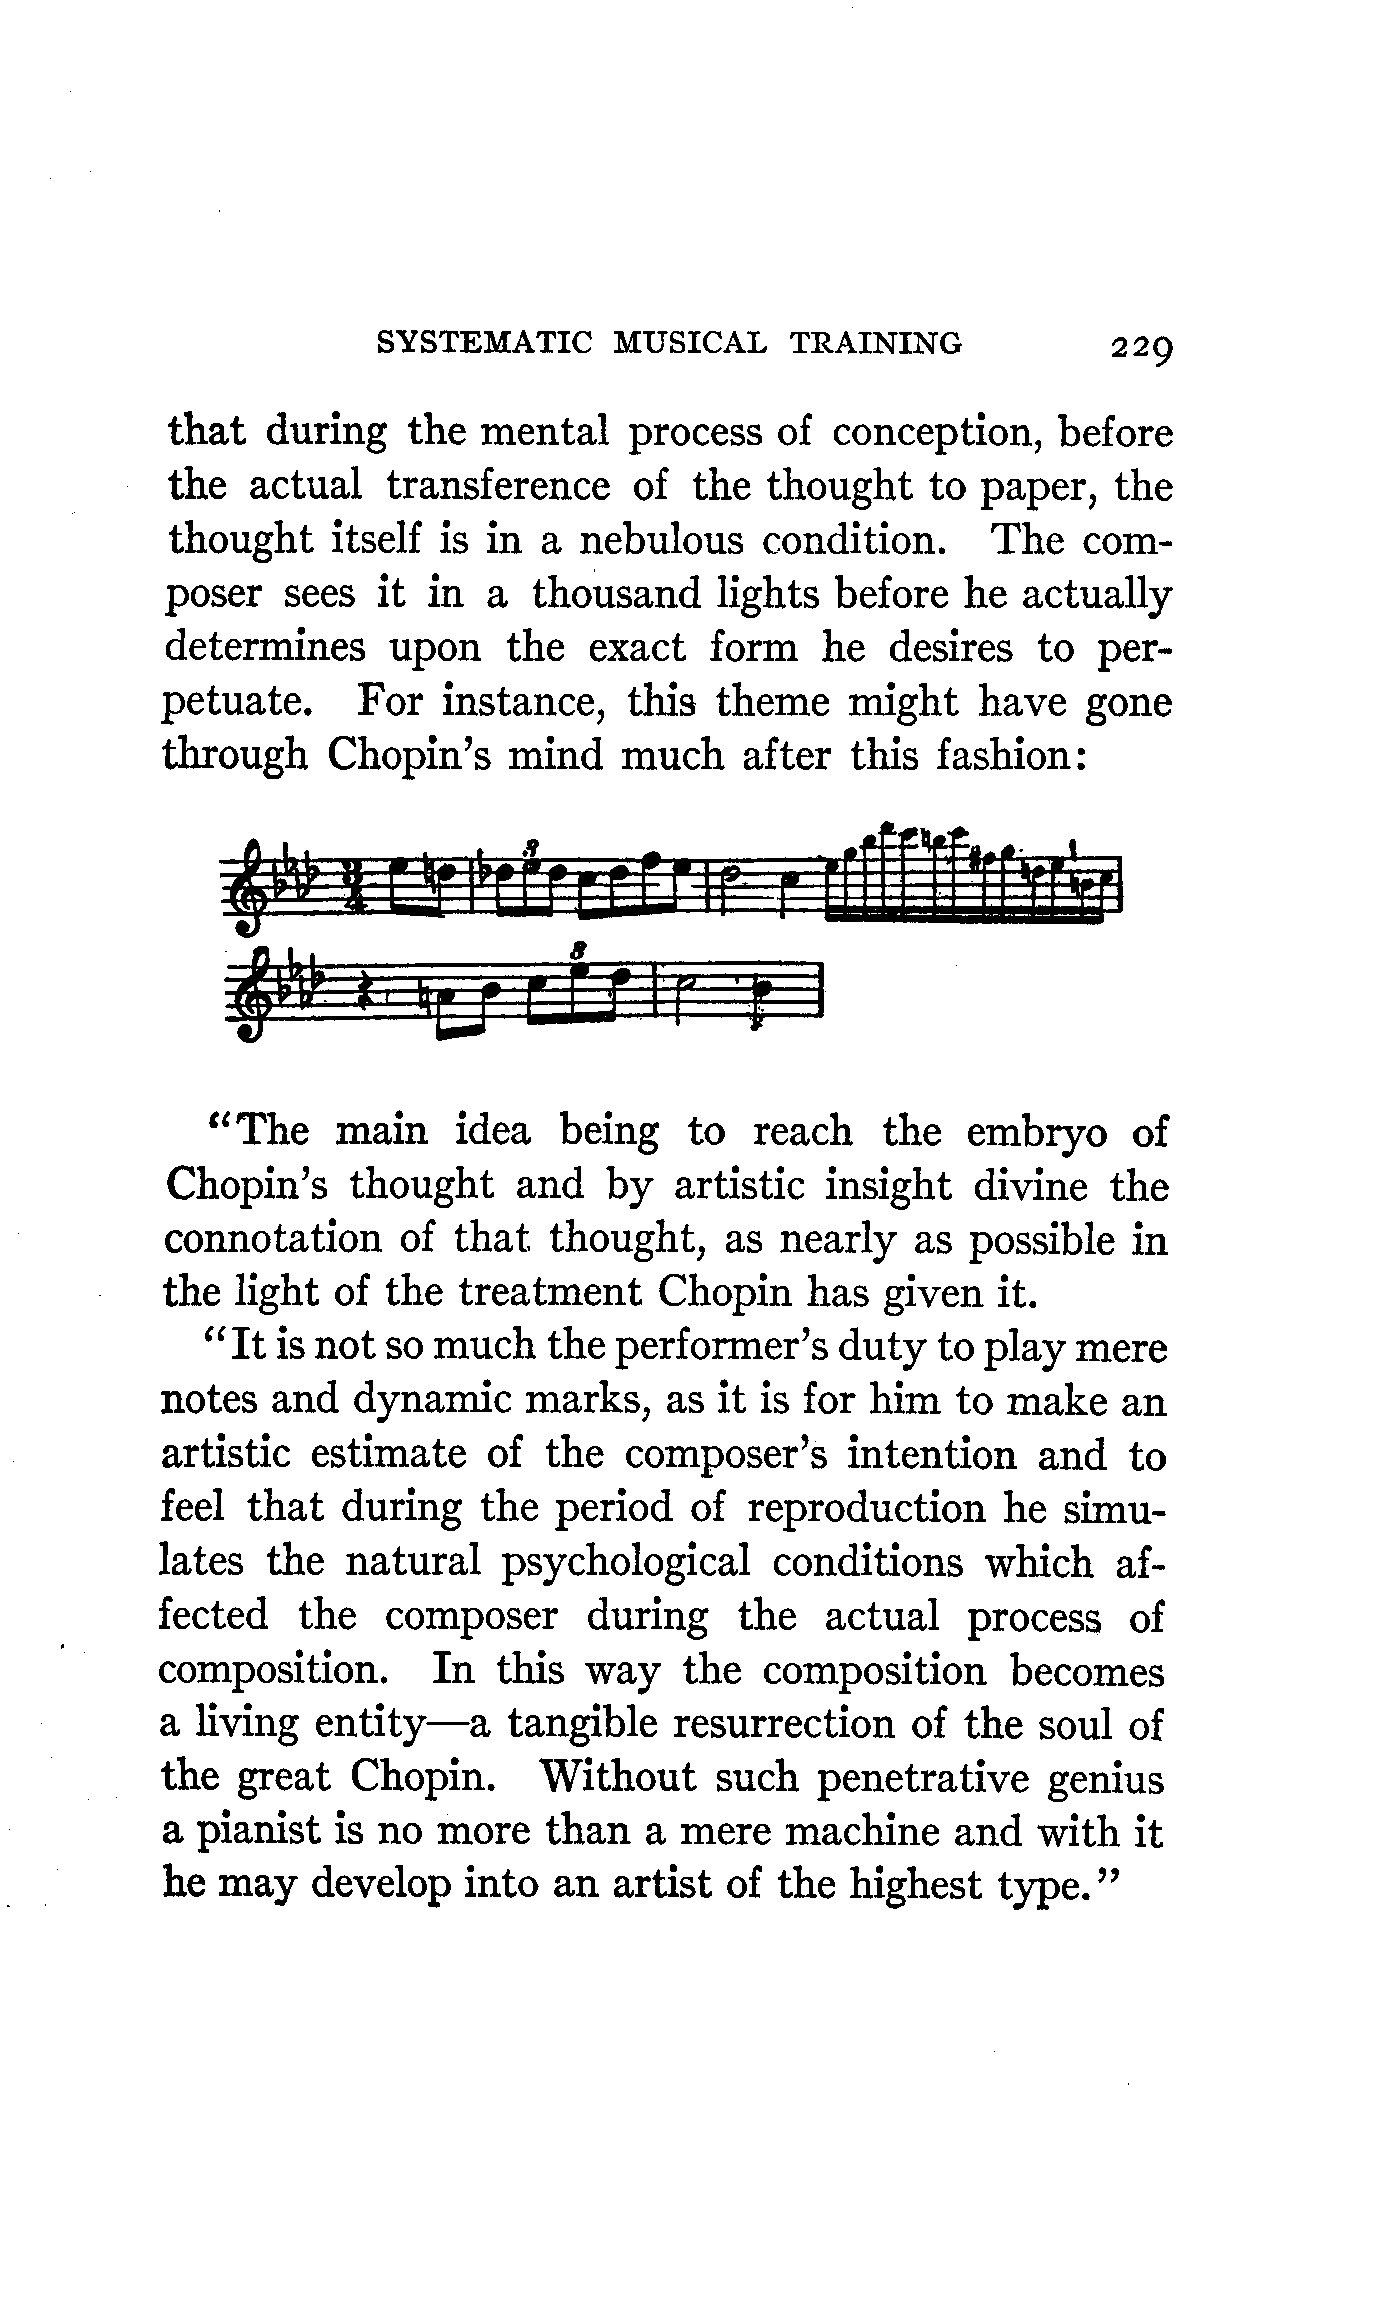 SYSTEMATIC MUSICAL TRAINING 229
that during the mental process of conception, before
the actual transference of the thought to paper, the
thought itself is in a nebulous condition. The com-
poser sees it in a thousand lights before he actually
determines upon the exact form he desires to per-
petuate. For instance, this theme might have gone
through Chopin's mind much after this fashion:
3
3
4
3
"The main idea being to reach the embryo of
Chopin's thought and by artistic insight divine the
connotation of that thought, as nearly as possible in
the light of the treatment Chopin has given it.
"It is not so much the performer's duty to play mere
notes and dynamic marks, as it is for him to make an
artistic estimate of the composer's intention and to
feel that during the period of reproduction he simu-
lates the natural psychological conditions which af-
fected the composer during the actual process of
composition. In this way the composition becomes
a living entity—a tangible resurrection of the soul of
the great Chopin. Without such penetrative genius
a pianist is no more than a mere machine and with it
he may develop into an artist of the highest type."